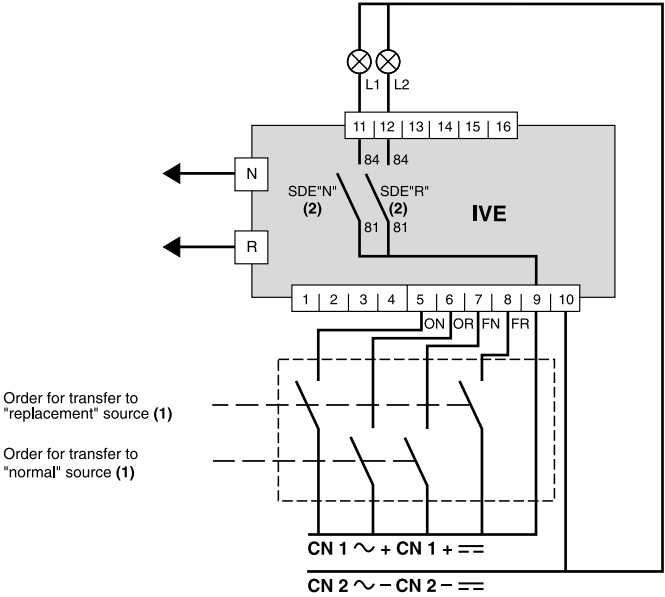 L1 L2
11 12 13 14 15 16
84 84
N
SDE"N"
(2)
SDE"R"
(2)
IVE
81 81
R
1 2 3 4 5 6 7 8 9 10
ON OR FN FR
Order for transfer to
"replacement" source (1)
Order for transfer to
"normal" source (1)
CN 1 ∼ + CN 1 + ⎓
CN 2 ∼ – CN 2 – ⎓